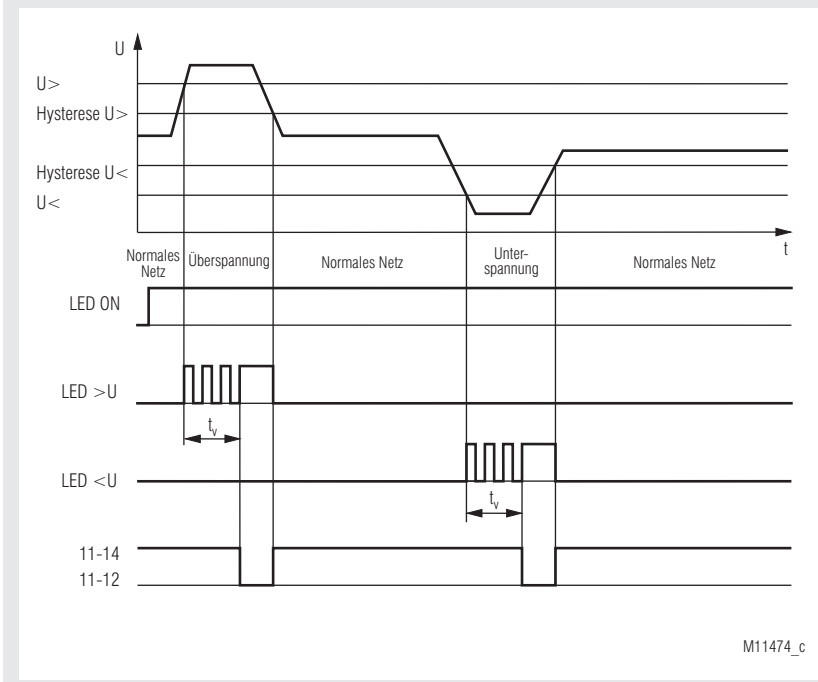 U
U>
Hysterese U>
Hysterese U<
U<
t
Normales
Netz
Überspannung
Normales Netz
Unter-
spannung
Normales Netz
LED ON
LED >U
tv
LED <U
tv
11-14
11-12
M11474_c